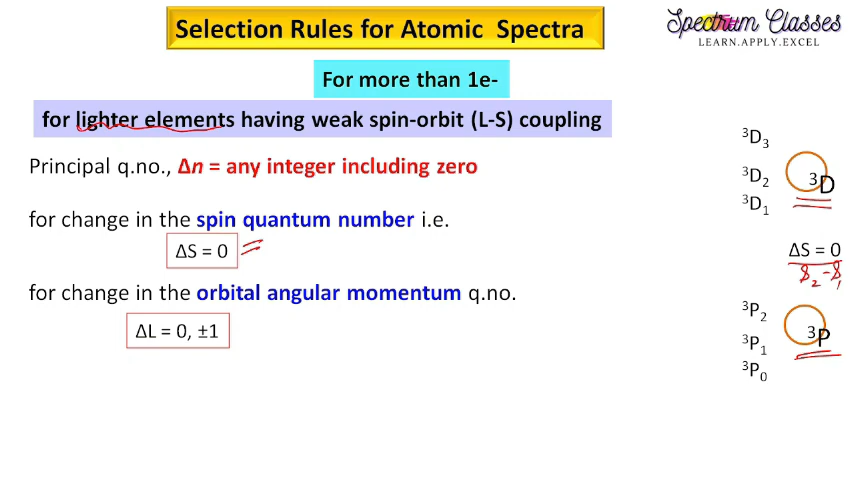 Selection Rules for Atomic Spectra
Spectrum Classes
LEARN.APPLY.EXCEL
For more than 1e-
for lighter elements having weak spin-orbit (L-S) coupling
Principal q.no., Δn = any integer including zero
for change in the spin quantum number i.e.
ΔS = 0
for change in the orbital angular momentum q.no.
ΔL = 0, ±1
³D₃
³D₂
³D
³D₁
ΔS = 0
S₂ - S₁
³P₂
³P
³P₁
³P₀